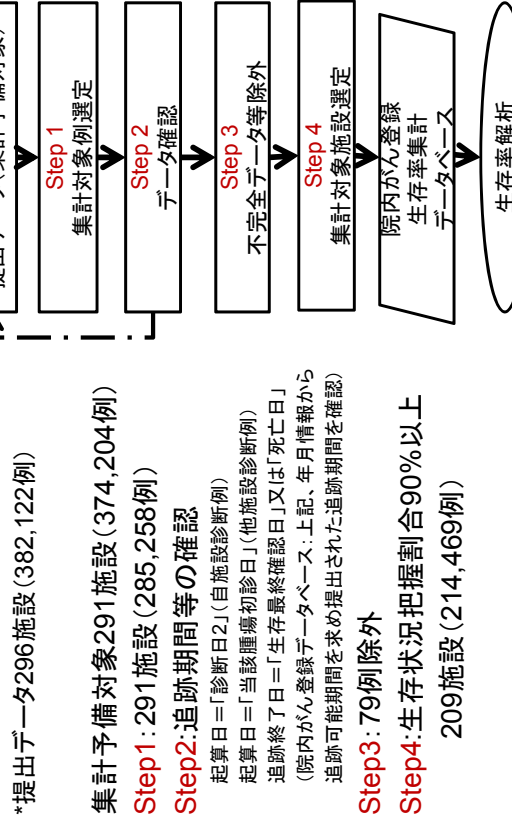 *提出データ296施設(382,122例)
集計予備対象291施設(374,204例)
Step1: 291施設(285,258例)
Step2:追跡期間等の確認
起算日=「診断日2」(自施設診断例)
起算日=「当該腫瘍初診日」(他施設診断例)
追跡終了日=「生存最終確認日」又は「死亡日」
(院内がん登録データベース:上記、年月情報から
追跡可能期間を求め提出された追跡期間を確認)
Step3: 79例除外
Step4:生存状況把握割合90%以上
209施設(214,469例)
Step 1
集計対象例選定
Step 2
データ確認
Step 3
不完全データ等除外
Step 4
集計対象施設選定
院内がん登録
生存率集計
データベース
生存率解析